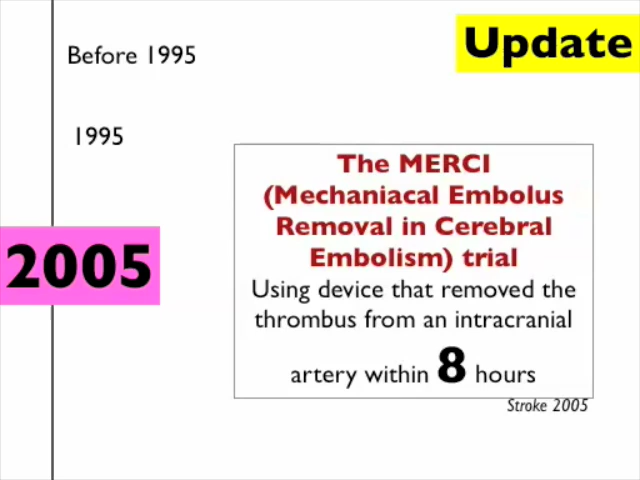 Before 1995
Update
1995
The MERCI
(Mechaniacal Embolus
Removal in Cerebral
Embolism) trial
2005
Using device that removed the
thrombus from an intracranial
artery within 8 hours
Stroke 2005